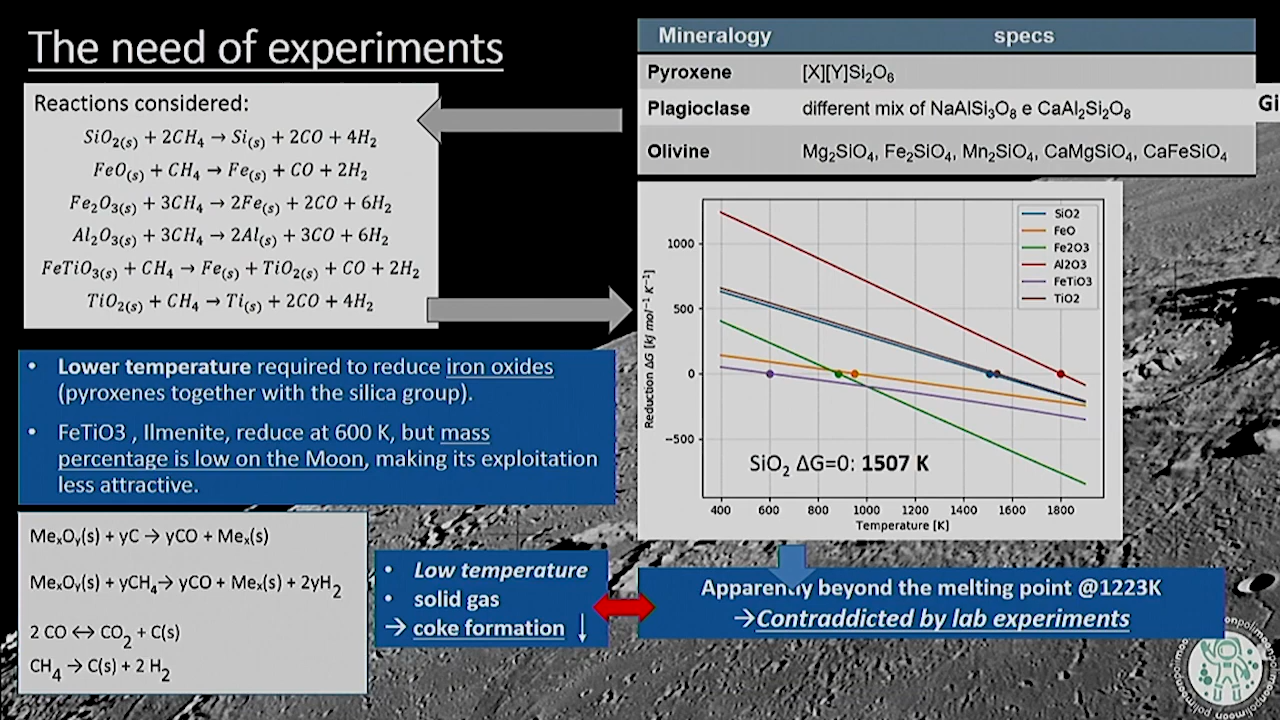 The need of experiments
Reactions considered:
SiO₂₍ₛ₎ + 2CH₄ → Si₍ₛ₎ + 2CO + 4H₂
FeO₍ₛ₎ + CH₄ → Fe₍ₛ₎ + CO + 2H₂
Fe₂O₃₍ₛ₎ + 3CH₄ → 2Fe₍ₛ₎ + 2CO + 6H₂
Al₂O₃₍ₛ₎ + 3CH₄ → 2Al₍ₛ₎ + 3CO + 6H₂
FeTiO₃₍ₛ₎ + CH₄ → Fe₍ₛ₎ + TiO₂₍ₛ₎ + CO + 2H₂
TiO₂₍ₛ₎ + CH₄ → Ti₍ₛ₎ + 2CO + 4H₂
Mineralogy specs
Pyroxene [X][Y]Si₂O₆
Plagioclase different mix of NaAlSi₃O₈ e CaAl₂Si₂O₈
Olivine Mg₂SiO₄, Fe₂SiO₄, Mn₂SiO₄, CaMgSiO₄, CaFeSiO₄
Gi
• Lower temperature required to reduce iron oxides
(pyroxenes together with the silica group).
• FeTiO3 , Ilmenite, reduce at 600 K, but mass
percentage is low on the Moon, making its exploitation
less attractive.
Reduction ΔG [kJ mol⁻¹ K⁻¹]
1000
500
0
−500
SiO2
FeO
Fe2O3
Al2O3
FeTiO3
TiO2
SiO₂ ΔG=0: 1507 K
400 600 800 1000 1200 1400 1600 1800
Temperature [K]
MeₓOᵧ(s) + yC → yCO + Meₓ(s)
MeₓOᵧ(s) + yCH₄→ yCO + Meₓ(s) + 2yH₂
2 CO ↔ CO₂ + C(s)
CH₄ → C(s) + 2 H₂
• Low temperature
• solid gas
→ coke formation ↓
Apparently beyond the melting point @1223K
→Contradicted by lab experiments
polimoonpolimoonpolimoon